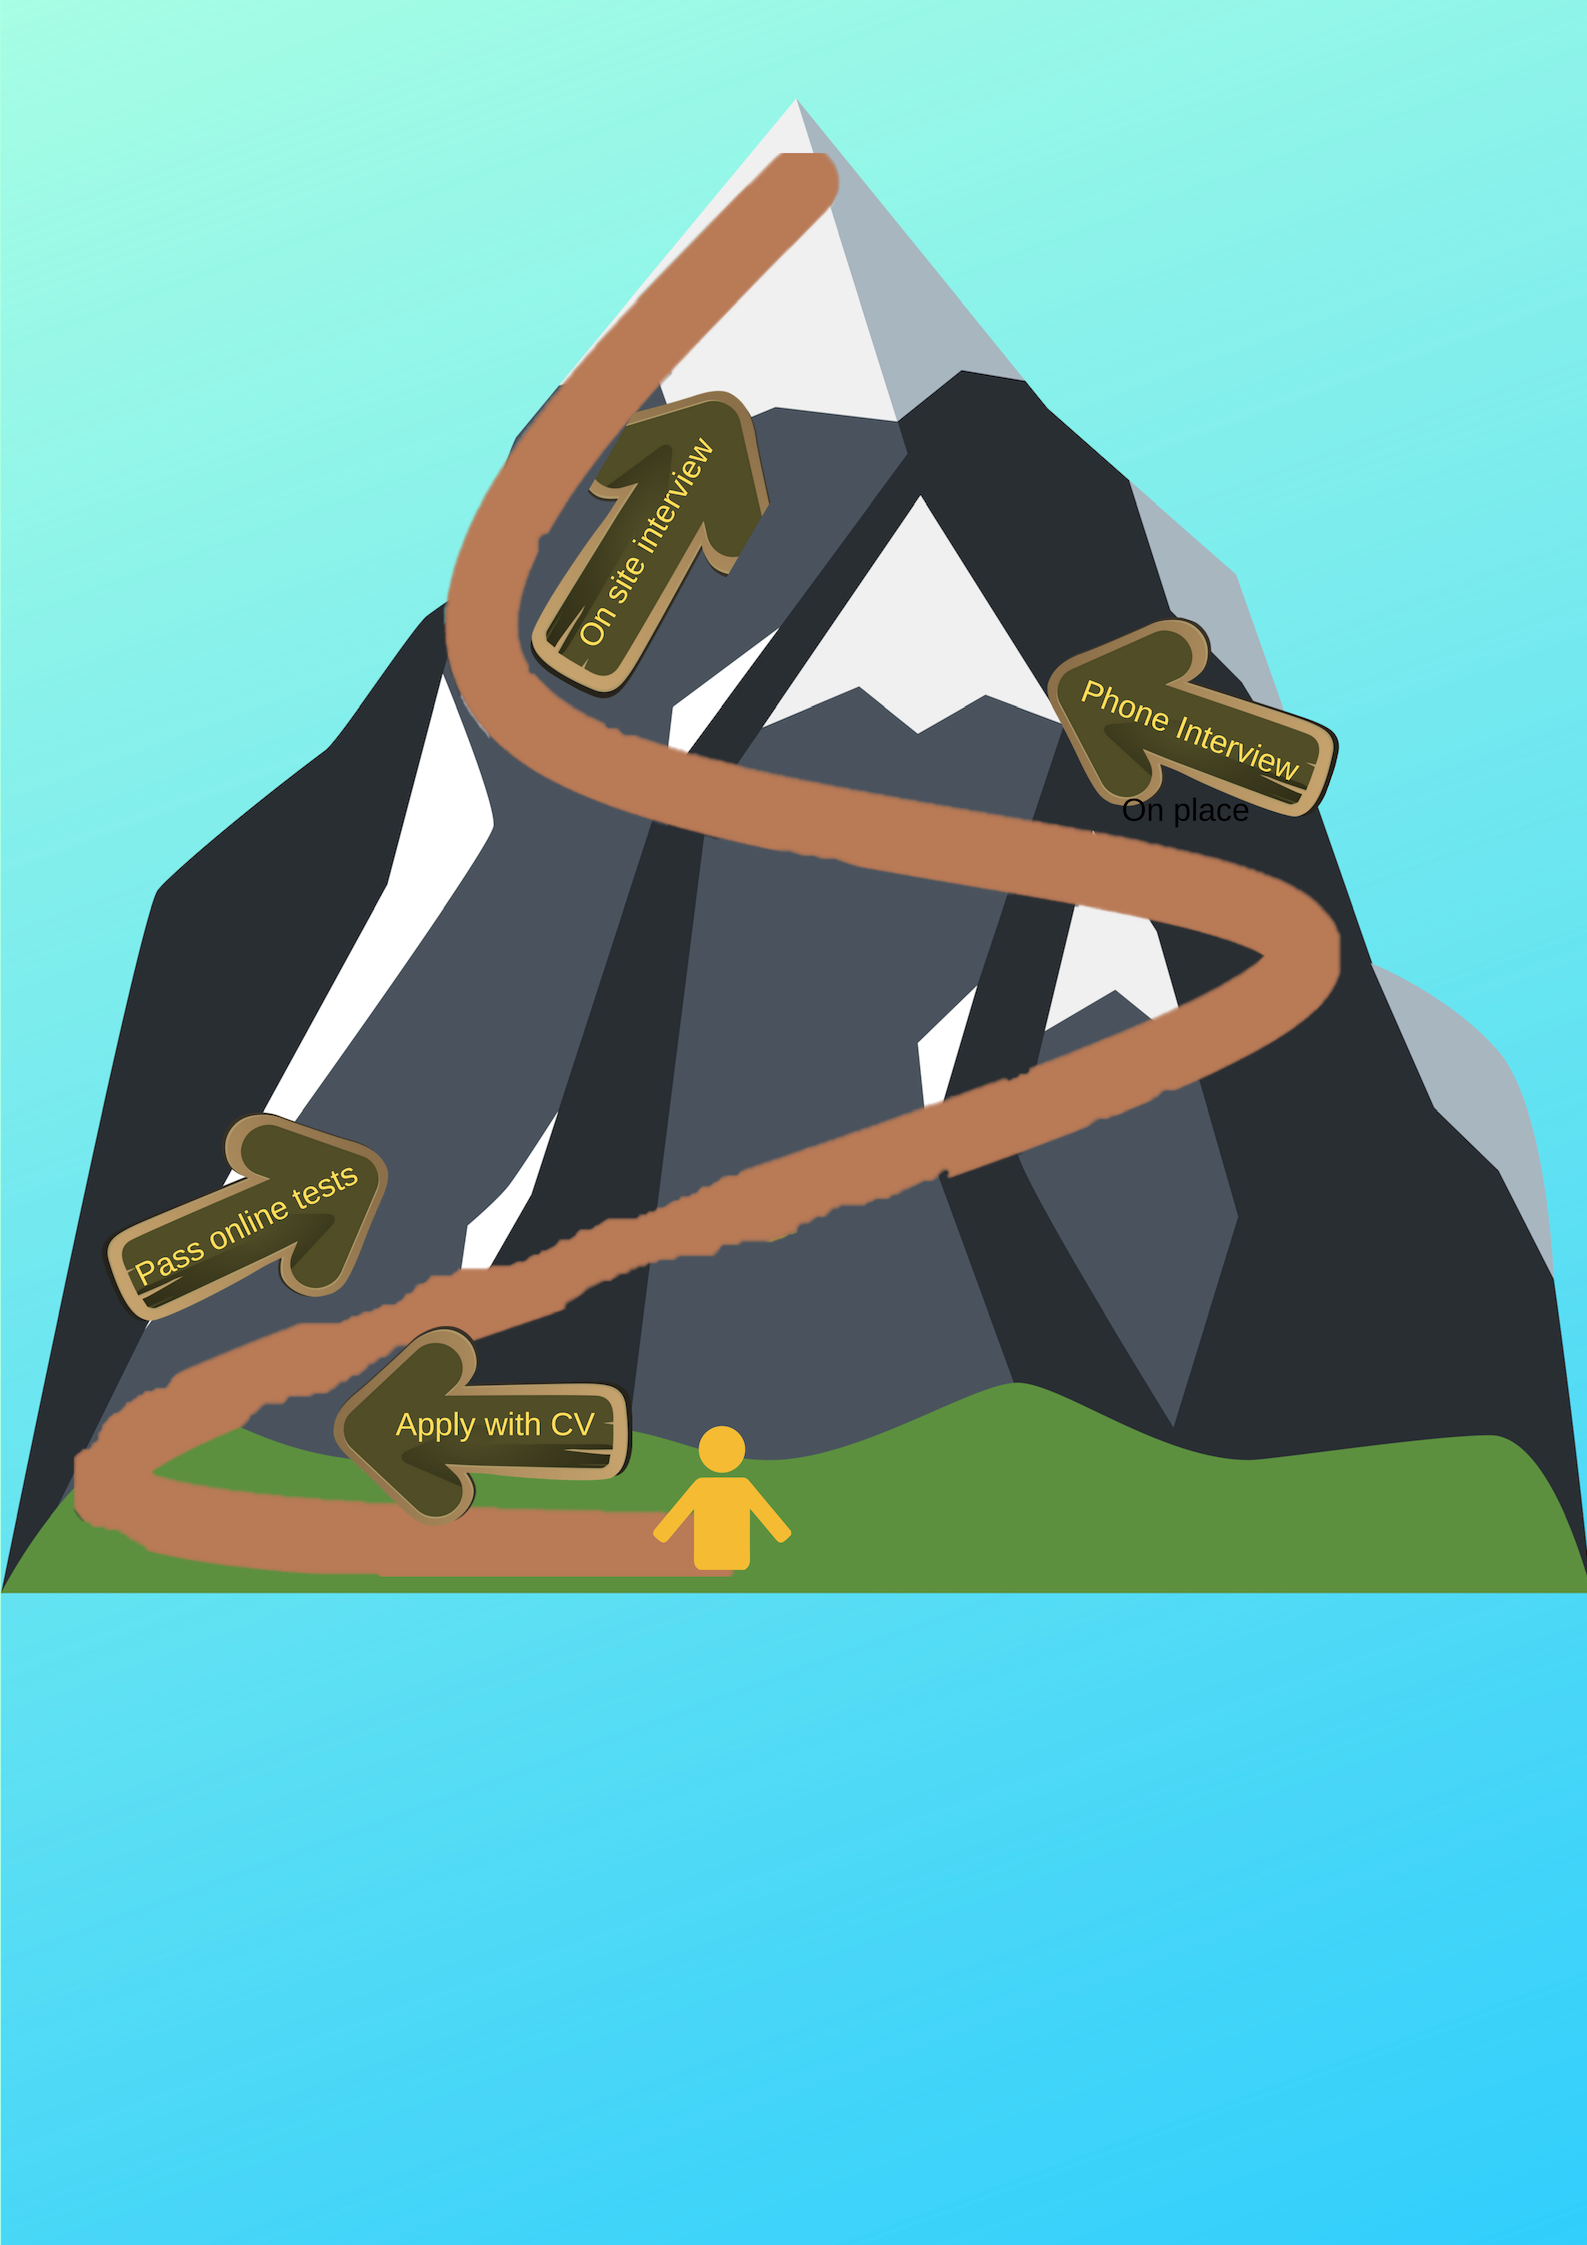 On site interview
Phone Interview
On place
Pass online tests
Apply with CV